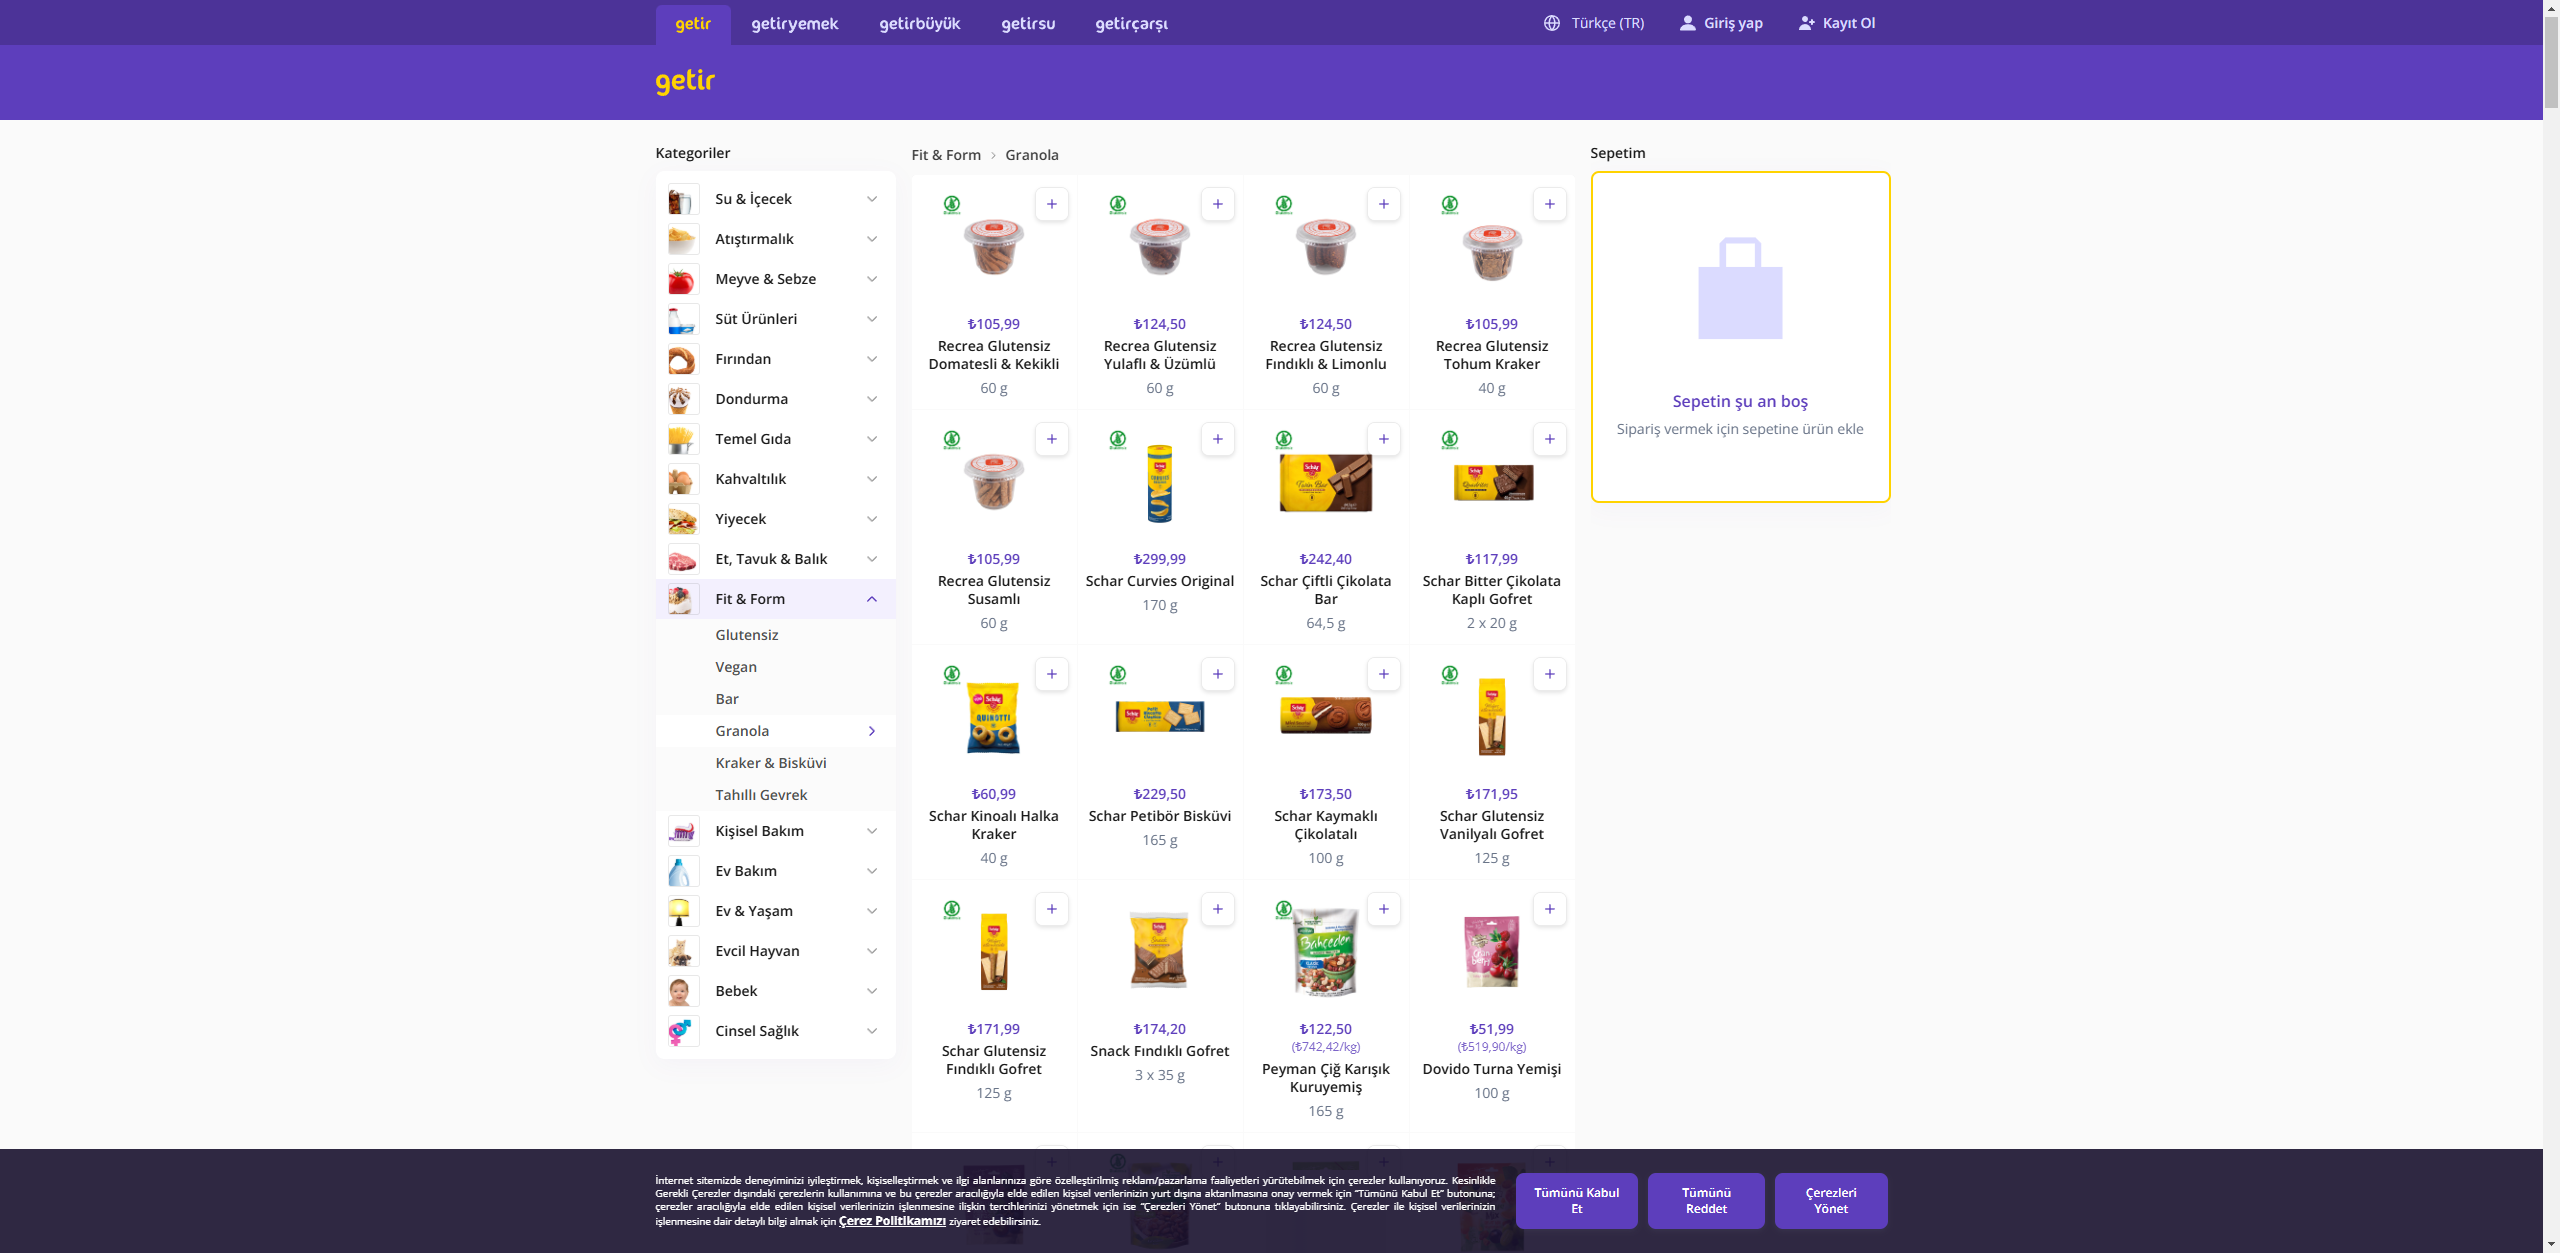 getir
getiryemek
getirbüyük
getirsu
getirçarşı
Türkçe (TR)
Giriş yap
Kayıt Ol
getir
Kategoriler
Su & İçecek
Atıştırmalık
Meyve & Sebze
Süt Ürünleri
Fırından
Dondurma
Temel Gıda
Kahvaltılık
Yiyecek
Et, Tavuk & Balık
Fit & Form
Glutensiz
Vegan
Bar
Granola
Kraker & Bisküvi
Tahıllı Gevrek
Kişisel Bakım
Ev Bakım
Ev & Yaşam
Evcil Hayvan
Bebek
Cinsel Sağlık
Fit & Form > Granola
₺105,99
Recrea Glutensiz
Domatesli & Kekikli
60 g
₺124,50
Recrea Glutensiz
Yulaflı & Üzümlü
60 g
₺124,50
Recrea Glutensiz
Fındıklı & Limonlu
60 g
₺105,99
Recrea Glutensiz
Tohum Kraker
40 g
₺105,99
Recrea Glutensiz
Susamlı
60 g
₺299,99
Schar Curvies Original
170 g
₺242,40
Schar Çiftli Çikolata
Bar
64,5 g
₺117,99
Schar Bitter Çikolata
Kaplı Gofret
2 x 20 g
₺60,99
Schar Kinoalı Halka
Kraker
40 g
₺229,50
Schar Petibör Bisküvi
165 g
₺173,50
Schar Kaymaklı
Çikolatalı
100 g
₺171,95
Schar Glutensiz
Vanilyalı Gofret
125 g
₺171,99
Schar Glutensiz
Fındıklı Gofret
125 g
₺174,20
Snack Fındıklı Gofret
3 x 35 g
₺122,50
(₺742,42/kg)
Peyman Çiğ Karışık
Kuruyemiş
165 g
₺51,99
(₺519,90/kg)
Dovido Turna Yemişi
100 g
Sepetim
Sepetin şu an boş
Sipariş vermek için sepetine ürün ekle
İnternet sitemizde deneyiminizi iyileştirmek, kişiselleştirmek ve ilgi alanlarınıza göre özelleştirilmiş reklam/pazarlama faaliyetleri yürütebilmek için çerezler kullanıyoruz. Kesinlikle
Gerekli Çerezler dışındaki çerezlerin kullanımına ve bu çerezler aracılığıyla elde edilen kişisel verilerinizin yurt dışına aktarılmasına onay vermek için “Tümünü Kabul Et” butonuna;
çerezler aracılığıyla elde edilen kişisel verilerinizin işlenmesine ilişkin tercihlerinizi yönetmek için ise “Çerezleri Yönet” butonuna tıklayabilirsiniz. Çerezler ile kişisel verilerinizin
işlenmesine dair detaylı bilgi almak için Çerez Politikamızı ziyaret edebilirsiniz.
Tümünü Kabul
Et
Tümünü
Reddet
Çerezleri
Yönet